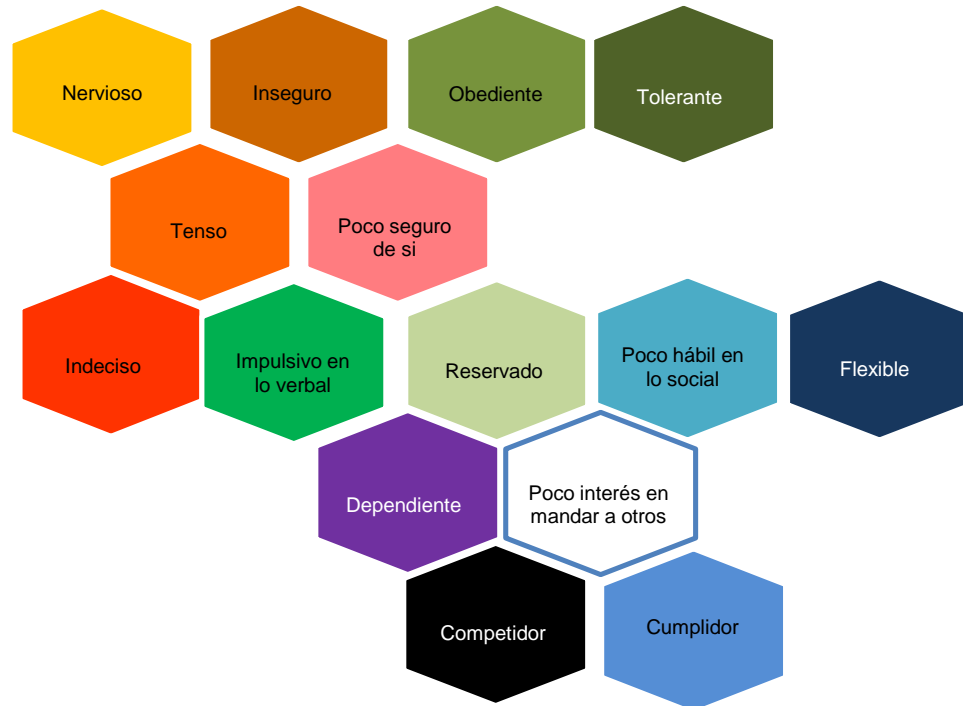 Nervioso
Inseguro
Obediente
Tolerante
Tenso
Poco seguro
de si
Indeciso
Impulsivo en
lo verbal
Reservado
Poco hábil en
lo social
Flexible
Dependiente
Poco interés en
mandar a otros
Competidor
Cumplidor